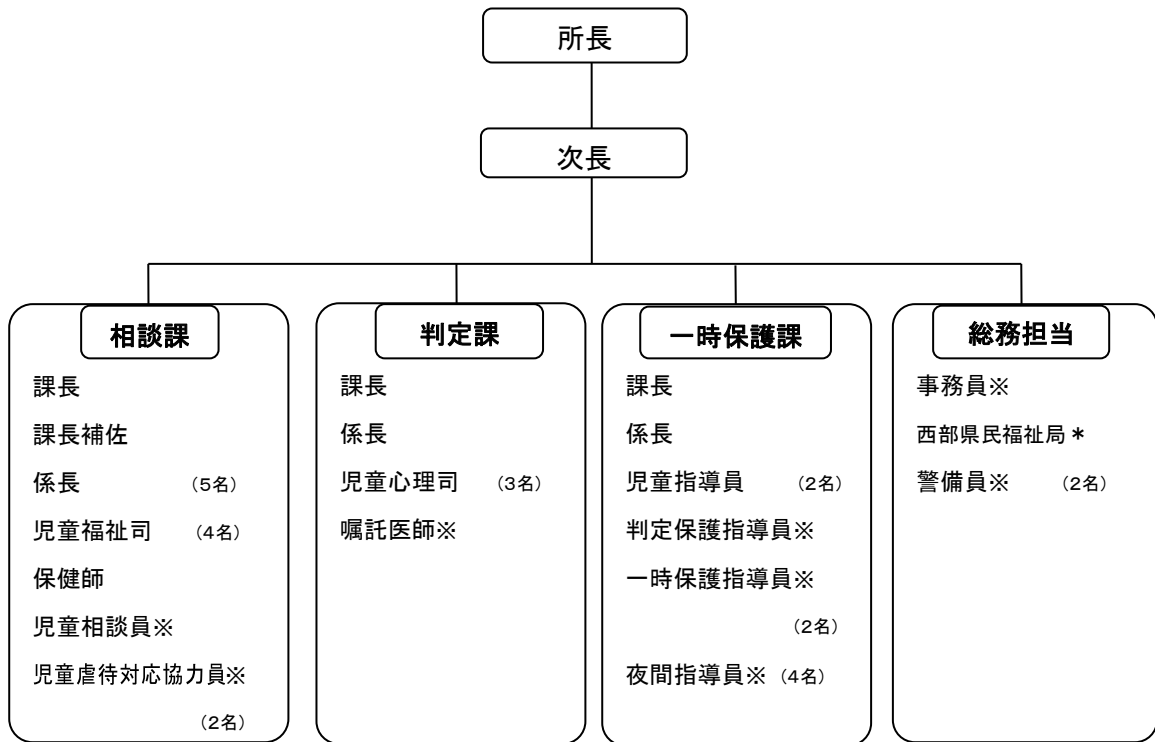 所長
次長
相談課
課長
課長補佐
係長 （5名）
児童福祉司 （4名）
保健師
児童相談員※
児童虐待対応協力員※
（2名）
判定課
課長
係長
児童心理司 （3名）
嘱託医師※
一時保護課
課長
係長
児童指導員 （2名）
判定保護指導員※
一時保護指導員※
（2名）
夜間指導員※ （4名）
総務担当
事務員※
西部県民福祉局＊
警備員※ （2名）